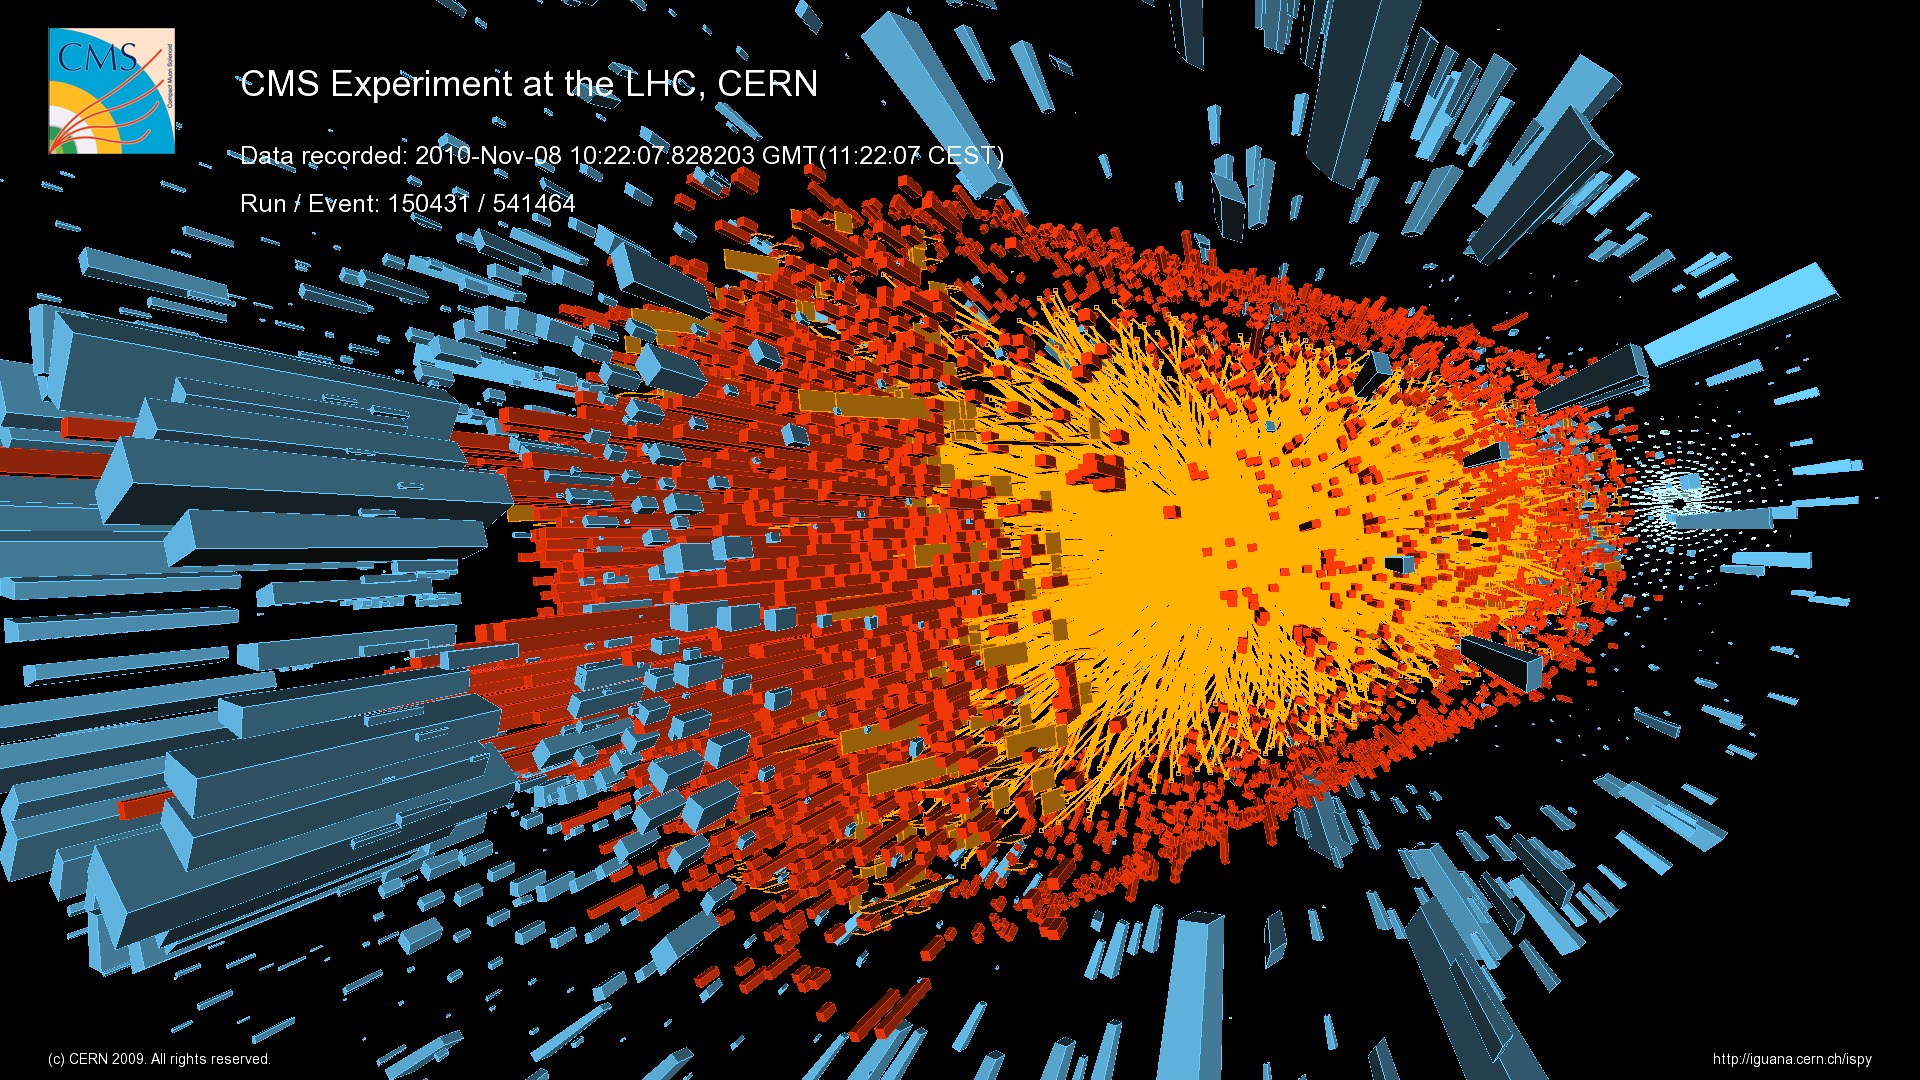 CMS
Compact Muon Solenoid
CMS Experiment at the LHC, CERN
Data recorded: 2010-Nov-08 10:22:07.828203 GMT(11:22:07 CEST)
Run / Event: 150431 / 541464
(c) CERN 2009. All rights reserved.
http://iguana.cern.ch/ispy